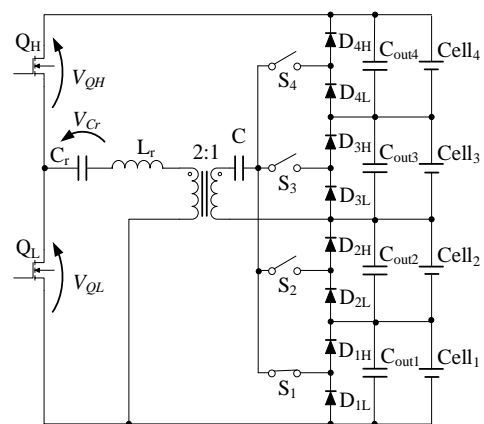 Q_H
V_QH
V_Cr
C_r
L_r
2:1
C
Q_L
V_QL
S_4
S_3
S_2
S_1
D_4H
D_4L
D_3H
D_3L
D_2H
D_2L
D_1H
D_1L
C_out4
C_out3
C_out2
C_out1
Cell_4
Cell_3
Cell_2
Cell_1